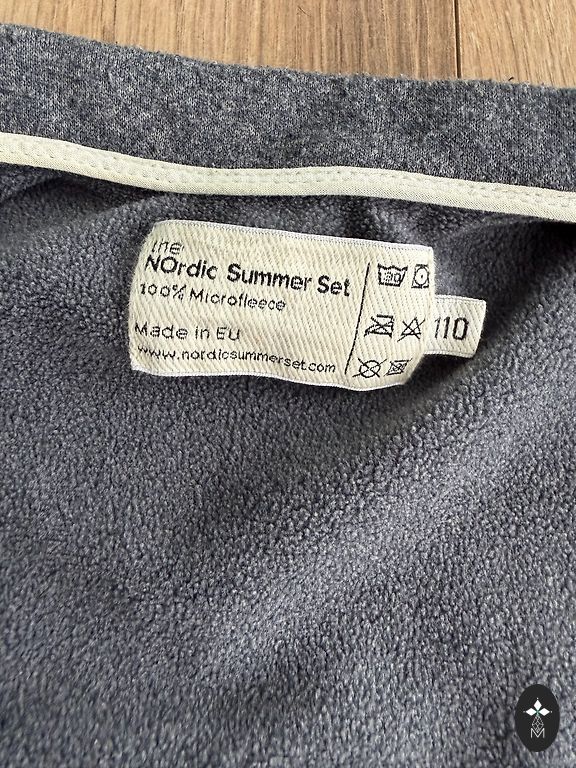 the
NOrdic Summer Set
100% Microfleece
Made in EU
www.nordicsummerset.com
30
110
M